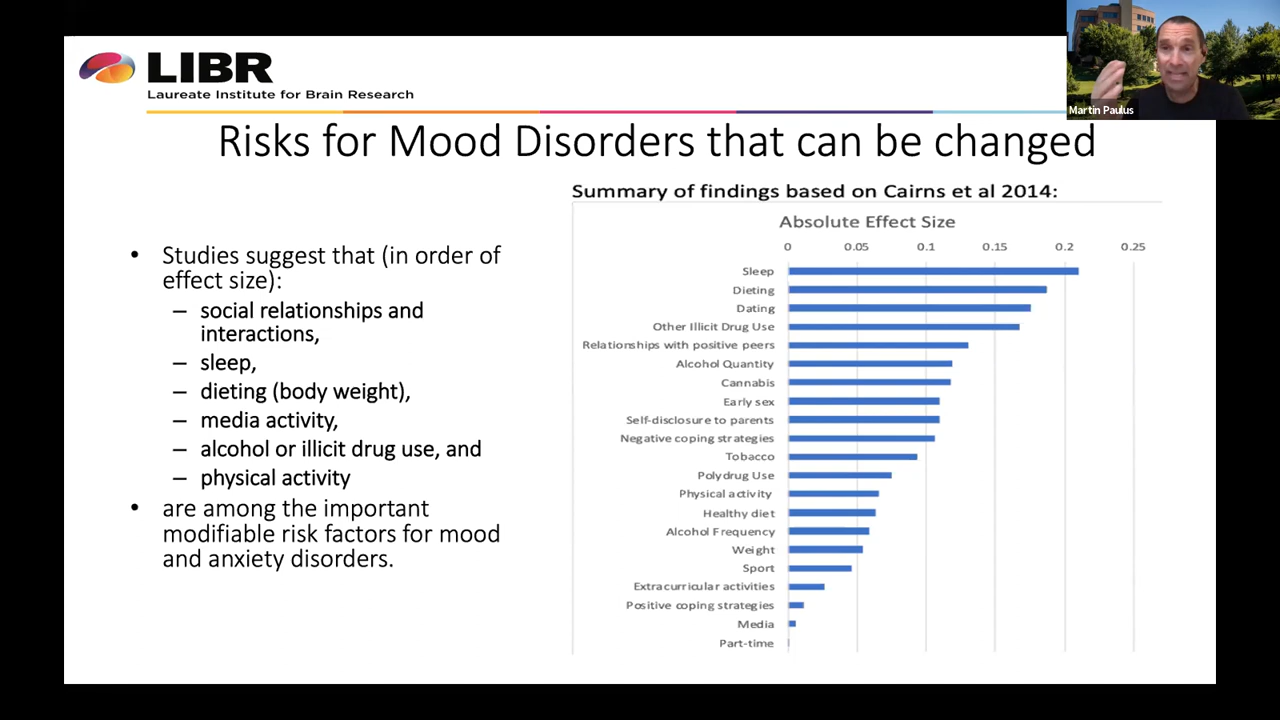 LIBR
Laureate Institute for Brain Research
Martin Paulus
Risks for Mood Disorders that can be changed
• Studies suggest that (in order of
effect size):
– social relationships and
interactions,
– sleep,
– dieting (body weight),
– media activity,
– alcohol or illicit drug use, and
– physical activity
• are among the important
modifiable risk factors for mood
and anxiety disorders.
Summary of findings based on Cairns et al 2014:
Absolute Effect Size
0 0.05 0.1 0.15 0.2 0.25
Sleep
Dieting
Dating
Other Illicit Drug Use
Relationships with positive peers
Alcohol Quantity
Cannabis
Early sex
Self-disclosure to parents
Negative coping strategies
Tobacco
Polydrug Use
Physical activity
Healthy diet
Alcohol Frequency
Weight
Sport
Extracurricular activities
Positive coping strategies
Media
Part-time